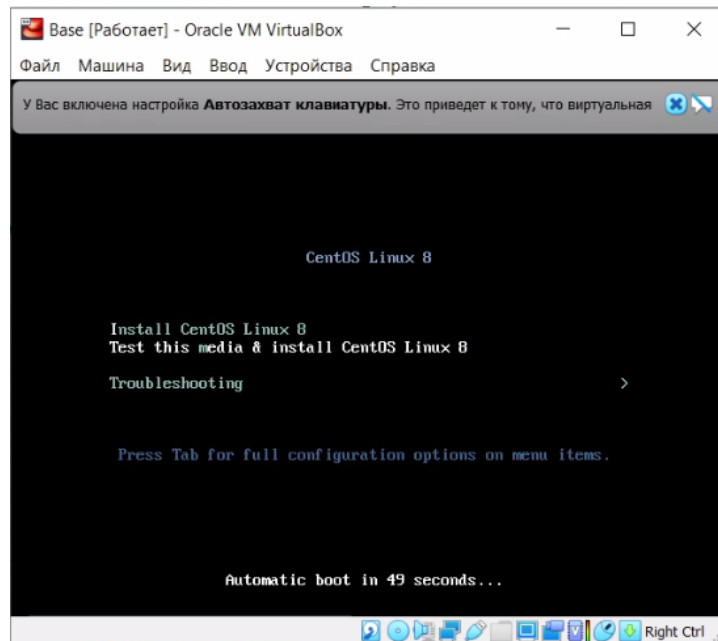 Base [Работает] - Oracle VM VirtualBox
Файл Машина Вид Ввод Устройства Справка
У Вас включена настройка Автозахват клавиатуры. Это приведет к тому, что виртуальная
CentOS Linux 8
Install CentOS Linux 8
Test this media & install CentOS Linux 8
Troubleshooting >
Press Tab for full configuration options on menu items.
Automatic boot in 49 seconds...
Right Ctrl